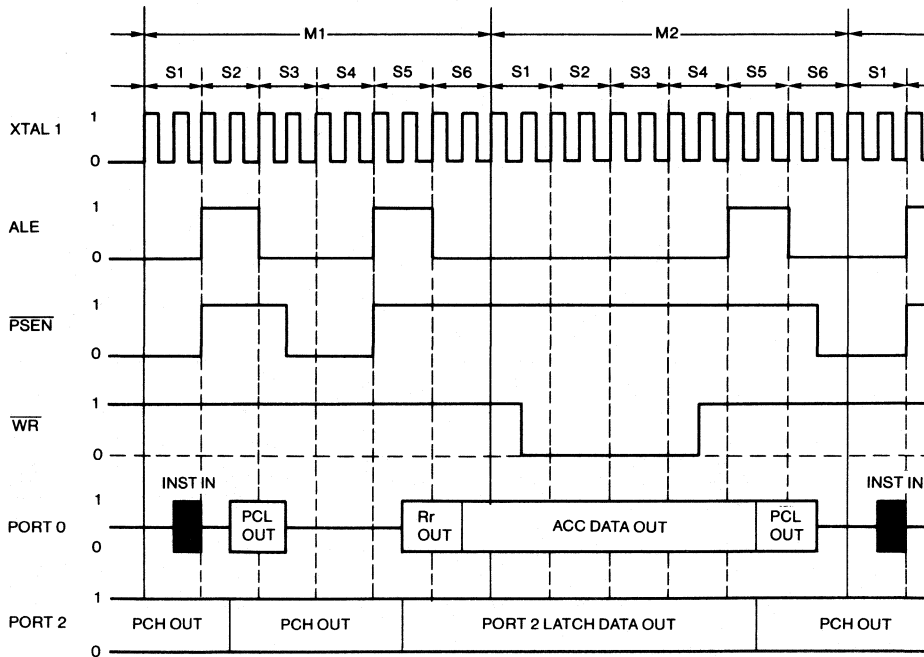 M1 M2
S1 S2 S3 S4 S5 S6 S1 S2 S3 S4 S5 S6 S1
XTAL 1 1 0
ALE 1 0
PSEN 1 0
WR 1 0
INST IN INST IN
PORT 0 1 0
PCL OUT
Rr OUT
ACC DATA OUT
PCL OUT
PORT 2 1 0
PCH OUT PCH OUT PORT 2 LATCH DATA OUT PCH OUT